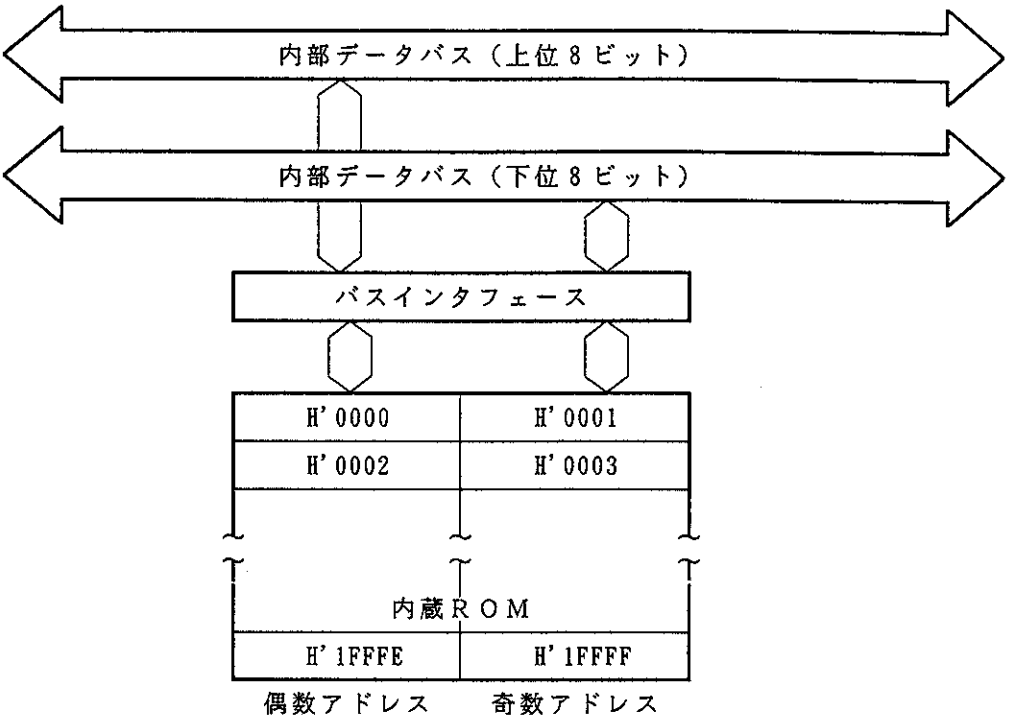 内部データバス（上位8ビット）
内部データバス（下位8ビット）
バスインタフェース
H'0000 H'0001
H'0002 H'0003
内蔵ROM
H'1FFFE H'1FFFF
偶数アドレス 奇数アドレス